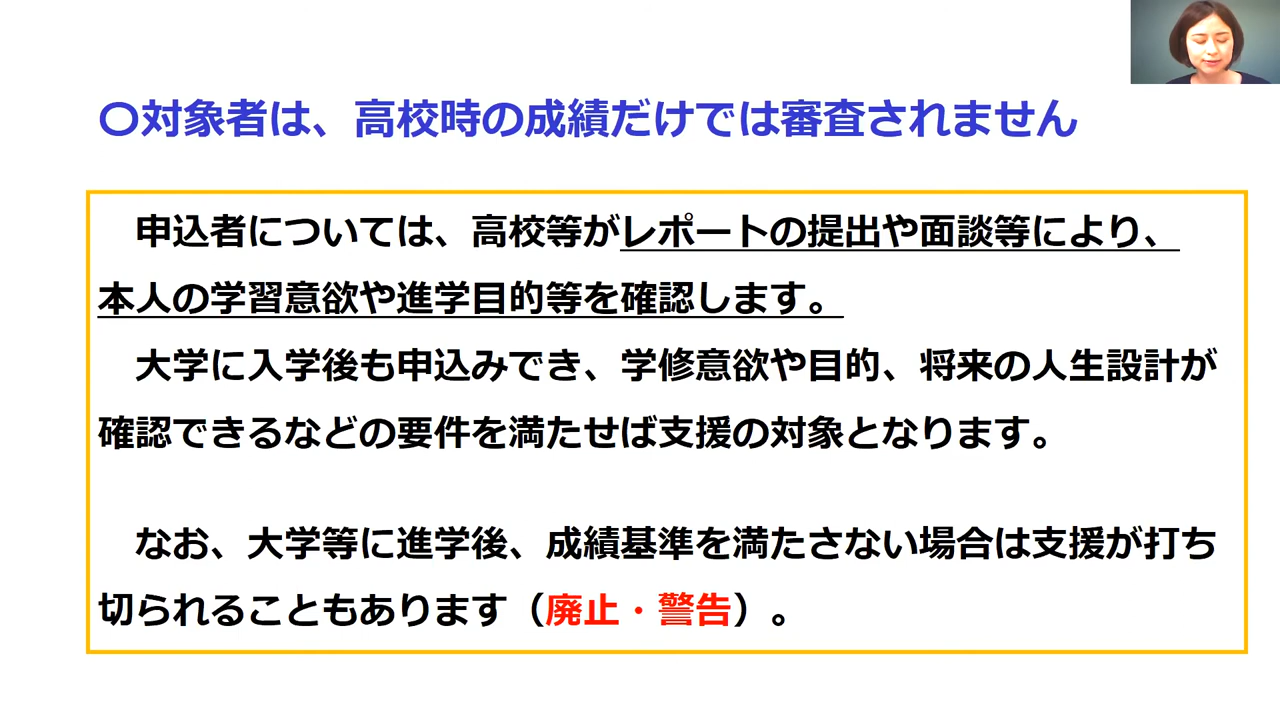 〇対象者は、高校時の成績だけでは審査されません
申込者については、高校等がレポートの提出や面談等により、
本人の学習意欲や進学目的等を確認します。
大学に入学後も申込みでき、学修意欲や目的、将来の人生設計が
確認できるなどの要件を満たせば支援の対象となります。
なお、大学等に進学後、成績基準を満たさない場合は支援が打ち
切られることもあります（廃止・警告）。